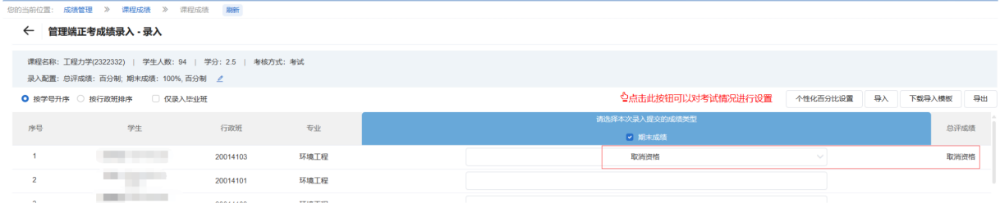 您的当前位置: 成绩管理 » 课程成绩 » 课程成绩 刷新
← 管理端正考成绩录入 - 录入
课程名称: 工程力学(2322332) | 学生人数: 94 | 学分: 2.5 | 考核方式: 考试
录入配置: 总评成绩: 百分制; 期末成绩: 100%, 百分制
按学号升序 按行政班排序 仅录入毕业班 点击此按钮可以对考试情况进行设置 个性化百分比设置 导入 下载导入模板 导出
请选择本次录入提交的成绩类型
序号 学生 行政班 专业 期末成绩 总评成绩
1 20014103 环境工程 取消资格 取消资格
2 20014101 环境工程